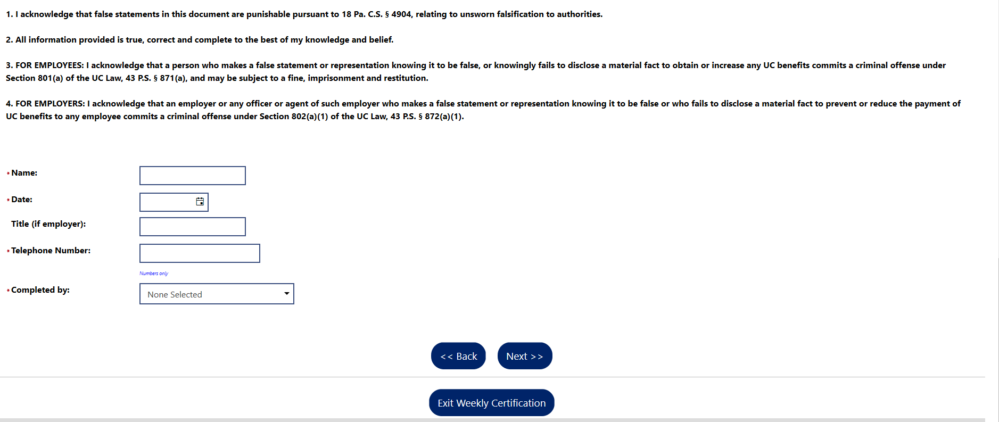 1. I acknowledge that false statements in this document are punishable pursuant to 18 Pa. C.S. § 4904, relating to unsworn falsification to authorities.
2. All information provided is true, correct and complete to the best of my knowledge and belief.
3. FOR EMPLOYEES: I acknowledge that a person who makes a false statement or representation knowing it to be false, or knowingly fails to disclose a material fact to obtain or increase any UC benefits commits a criminal offense under
Section 801(a) of the UC Law, 43 P.S. § 871(a), and may be subject to a fine, imprisonment and restitution.
4. FOR EMPLOYERS: I acknowledge that an employer or any officer or agent of such employer who makes a false statement or representation knowing it to be false or who fails to disclose a material fact to prevent or reduce the payment of
UC benefits to any employee commits a criminal offense under Section 802(a)(1) of the UC Law, 43 P.S. § 872(a)(1).
* Name:
* Date:
Title (if employer):
* Telephone Number:
Numbers only
* Completed by:
None Selected
<< Back
Next >>
Exit Weekly Certification